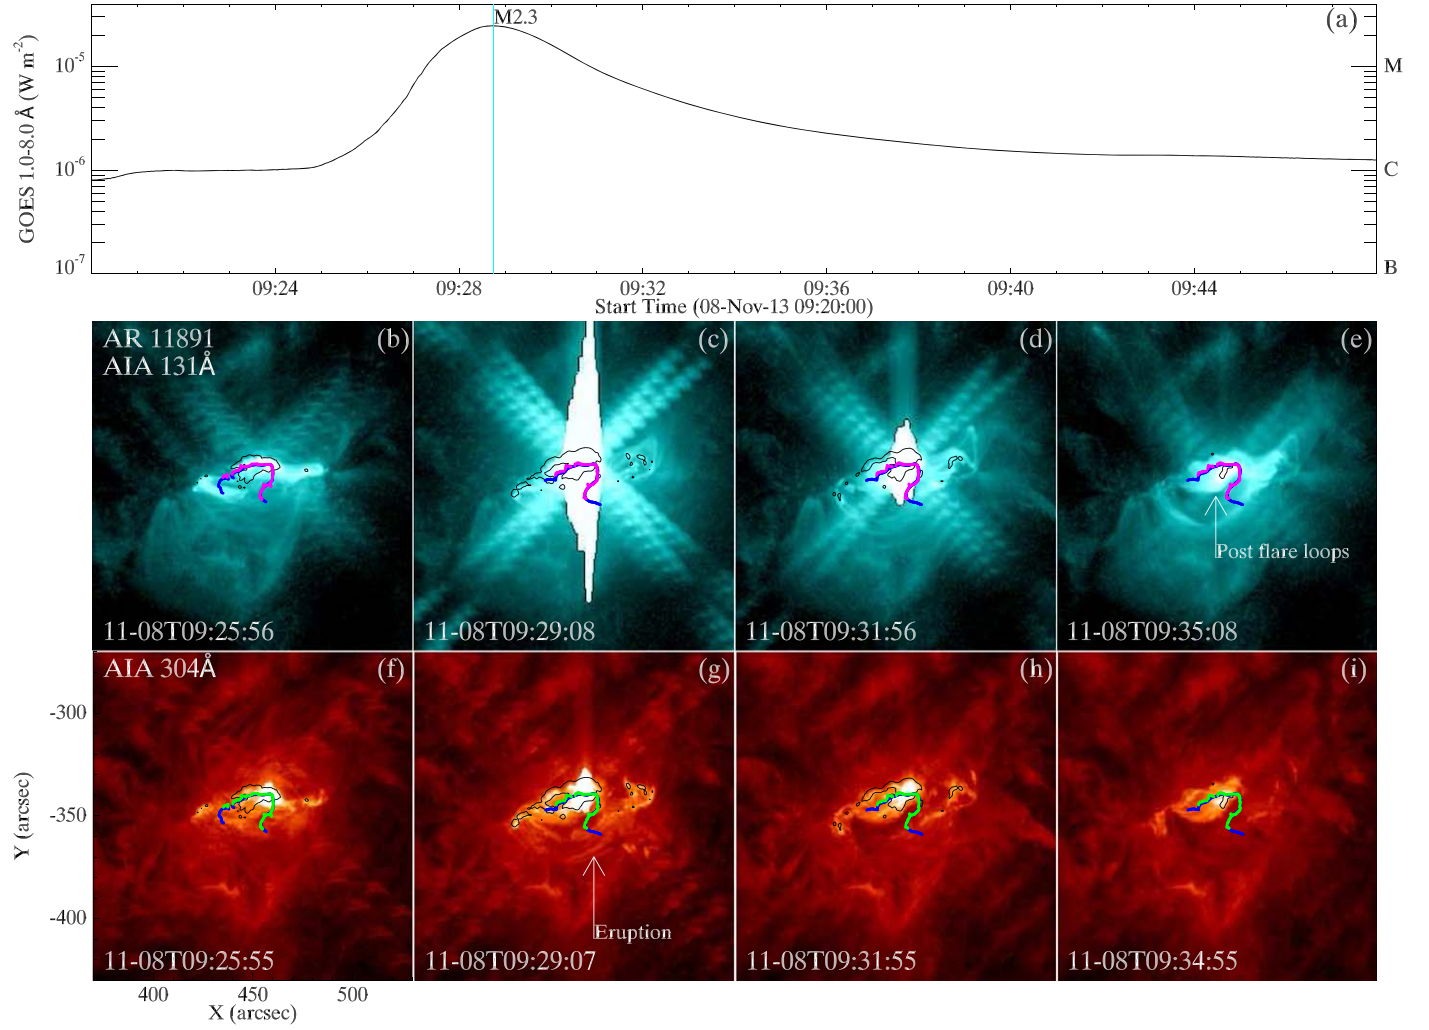 (a)
M2.3
GOES 1.0-8.0 Å (W m-2)
10-5
10-6
10-7
M
C
B
09:24
09:28
09:32
09:36
09:40
09:44
Start Time (08-Nov-13 09:20:00)
AR 11891
AIA 131Å
(b)
11-08T09:25:56
(c)
11-08T09:29:08
(d)
11-08T09:31:56
(e)
Post flare loops
11-08T09:35:08
AIA 304Å
(f)
11-08T09:25:55
(g)
Eruption
11-08T09:29:07
(h)
11-08T09:31:55
(i)
11-08T09:34:55
-300
-350
-400
Y (arcsec)
400
450
500
X (arcsec)